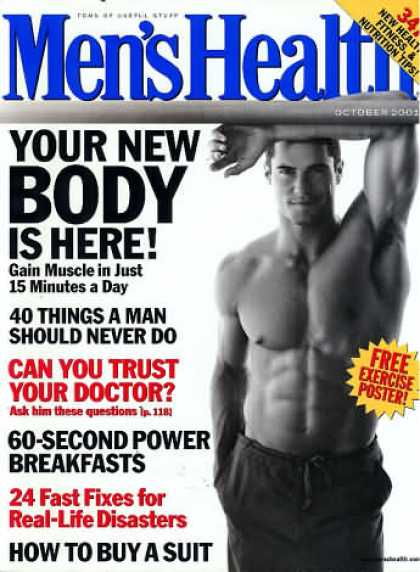 TONS OF USEFUL STUFF
Men's Health
NEW HEALTH,
FITNESS, &
NUTRITION TIPS!
OCTOBER 2001
YOUR NEW
BODY
IS HERE!
Gain Muscle in Just
15 Minutes a Day
40 THINGS A MAN
SHOULD NEVER DO
CAN YOU TRUST
YOUR DOCTOR?
Ask him these questions [p. 118]
FREE
EXERCISE
POSTER!
60-SECOND POWER
BREAKFASTS
24 Fast Fixes for
Real-Life Disasters
HOW TO BUY A SUIT